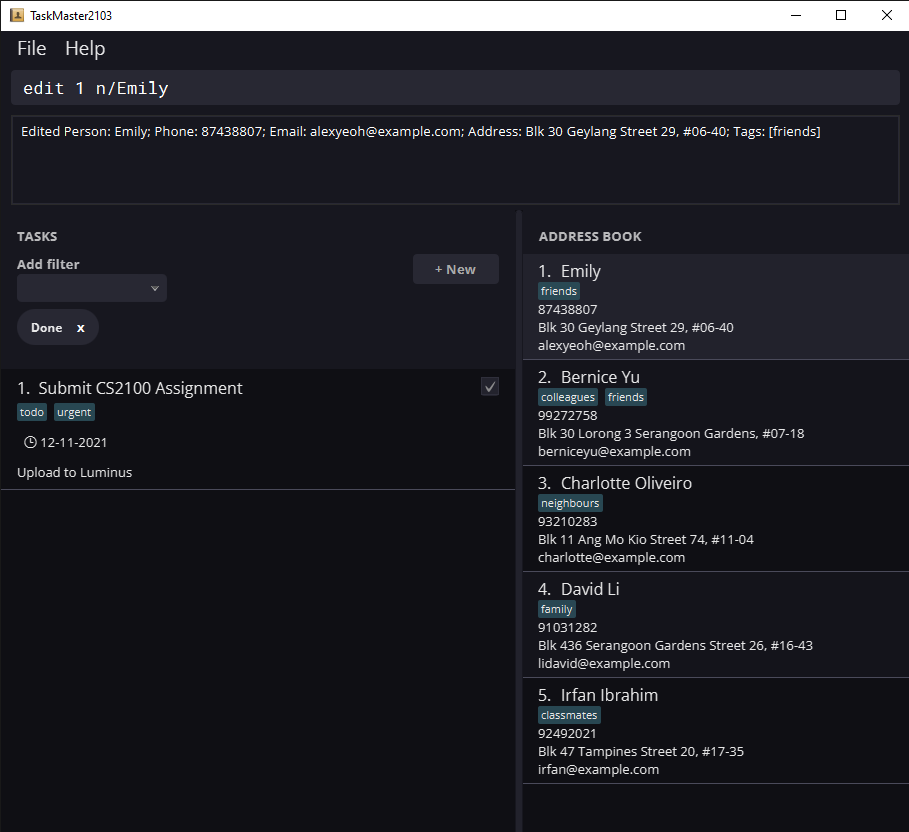 TaskMaster2103
File Help
edit 1 n/Emily
Edited Person: Emily; Phone: 87438807; Email: alexyeoh@example.com; Address: Blk 30 Geylang Street 29, #06-40; Tags: [friends]
TASKS
Add filter
+ New
Done x
1. Submit CS2100 Assignment
todo urgent
12-11-2021
Upload to Luminus
ADDRESS BOOK
1. Emily
friends
87438807
Blk 30 Geylang Street 29, #06-40
alexyeoh@example.com
2. Bernice Yu
colleagues friends
99272758
Blk 30 Lorong 3 Serangoon Gardens, #07-18
berniceyu@example.com
3. Charlotte Oliveiro
neighbours
93210283
Blk 11 Ang Mo Kio Street 74, #11-04
charlotte@example.com
4. David Li
family
91031282
Blk 436 Serangoon Gardens Street 26, #16-43
lidavid@example.com
5. Irfan Ibrahim
classmates
92492021
Blk 47 Tampines Street 20, #17-35
irfan@example.com